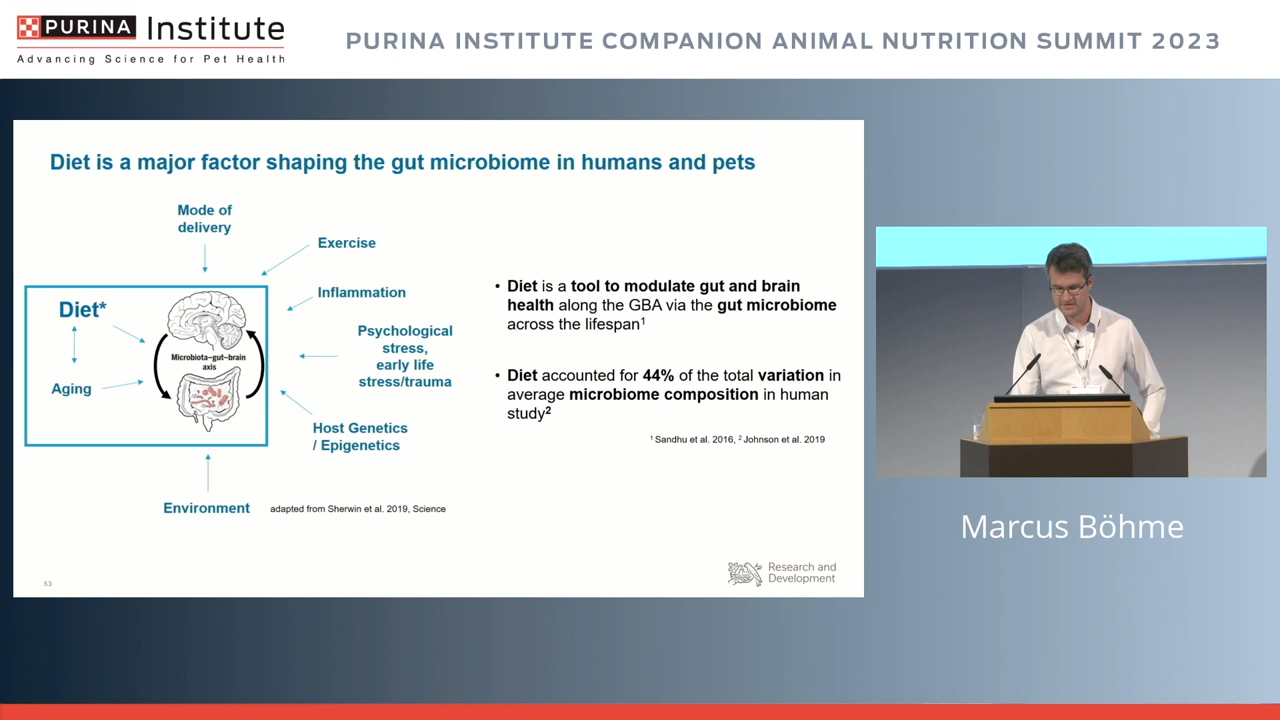 PURINA Institute
Advancing Science for Pet Health
PURINA INSTITUTE COMPANION ANIMAL NUTRITION SUMMIT 2023
Diet is a major factor shaping the gut microbiome in humans and pets
Mode of
delivery
Exercise
Inflammation
Psychological
stress,
early life
stress/trauma
Host Genetics
/ Epigenetics
Environment
Diet*
Aging
Microbiota–gut–brain
axis
adapted from Sherwin et al. 2019, Science
• Diet is a tool to modulate gut and brain
health along the GBA via the gut microbiome
across the lifespan¹
• Diet accounted for 44% of the total variation in
average microbiome composition in human
study²
¹ Sandhu et al. 2016, ² Johnson et al. 2019
53
Research and
Development
Marcus Böhme